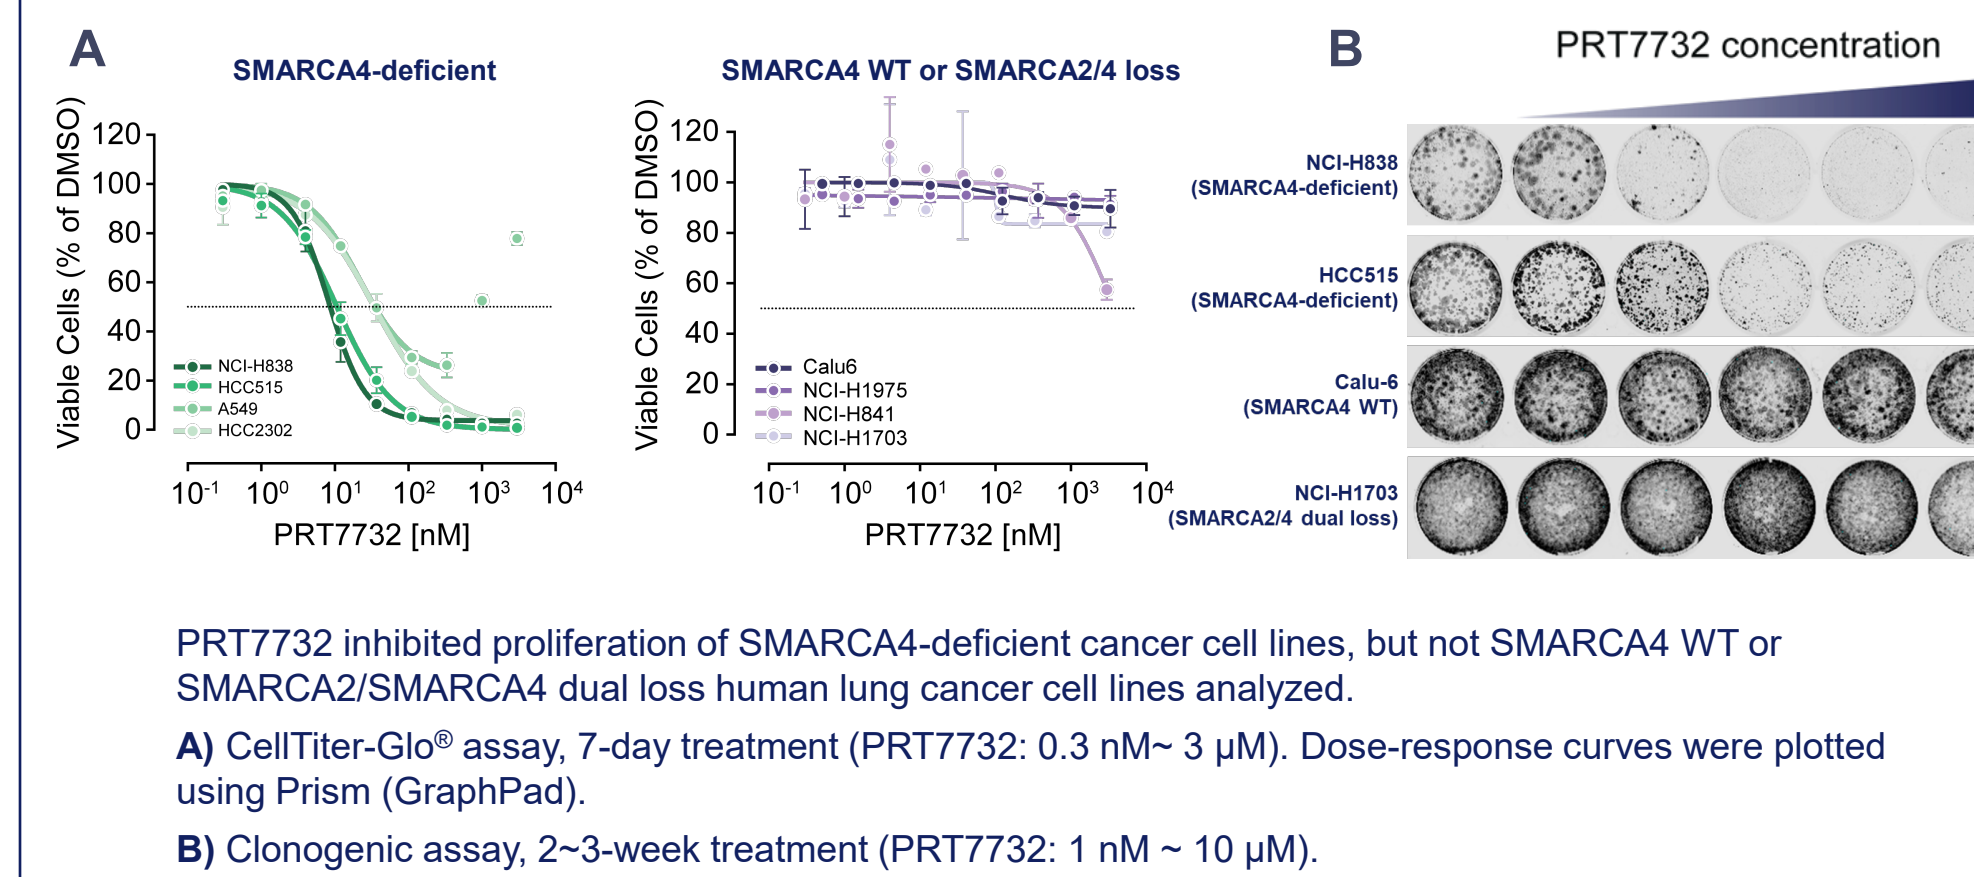 A
SMARCA4-deficient
Viable Cells (% of DMSO)
120
100
80
60
40
20
0
NCI-H838
HCC515
A549
HCC2302
10⁻¹ 10⁰ 10¹ 10² 10³ 10⁴
PRT7732 [nM]
SMARCA4 WT or SMARCA2/4 loss
Viable Cells (% of DMSO)
120
100
80
60
40
20
0
Calu6
NCI-H1975
NCI-H841
NCI-H1703
10⁻¹ 10⁰ 10¹ 10² 10³ 10⁴
PRT7732 [nM]
B
PRT7732 concentration
NCI-H838
(SMARCA4-deficient)
HCC515
(SMARCA4-deficient)
Calu-6
(SMARCA4 WT)
NCI-H1703
(SMARCA2/4 dual loss)
PRT7732 inhibited proliferation of SMARCA4-deficient cancer cell lines, but not SMARCA4 WT or
SMARCA2/SMARCA4 dual loss human lung cancer cell lines analyzed.
A) CellTiter-Glo® assay, 7-day treatment (PRT7732: 0.3 nM~ 3 μM). Dose-response curves were plotted
using Prism (GraphPad).
B) Clonogenic assay, 2~3-week treatment (PRT7732: 1 nM ~ 10 μM).